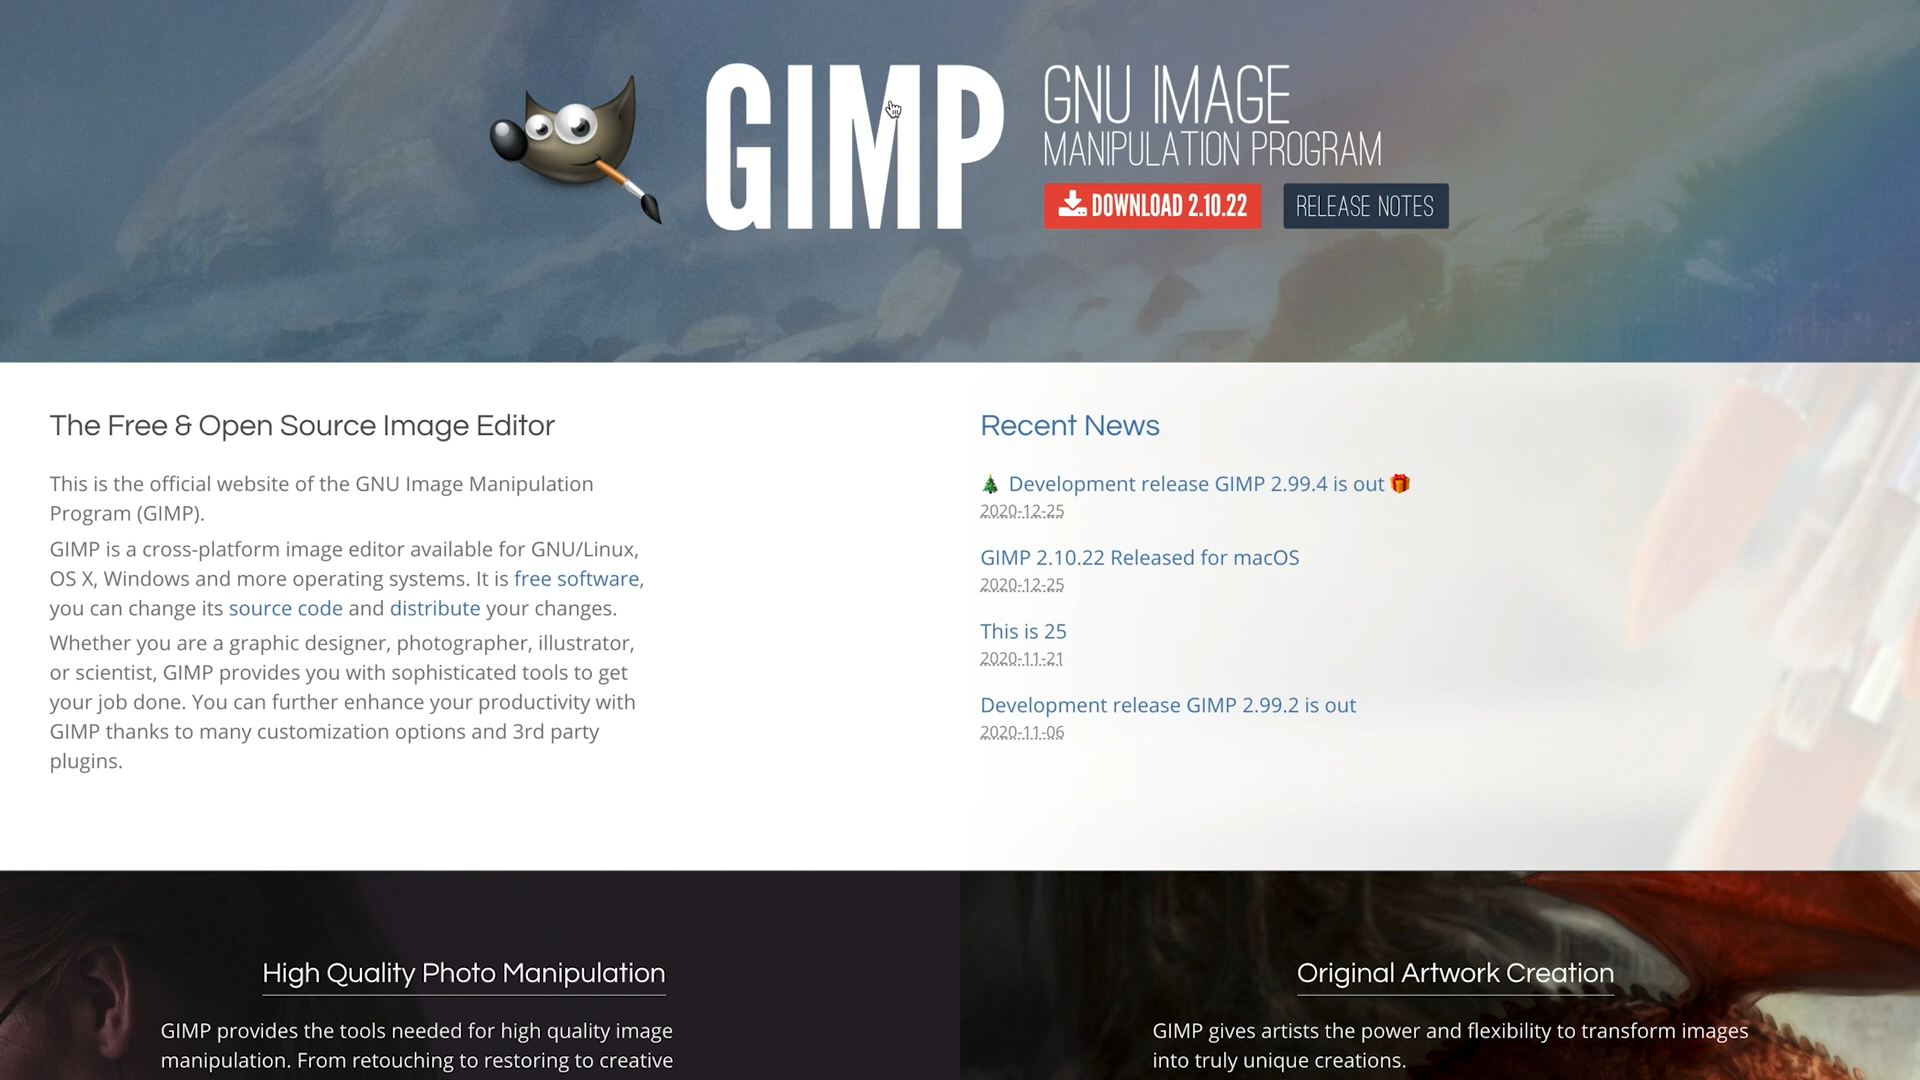 GIMP
GNU IMAGE
MANIPULATION PROGRAM
DOWNLOAD 2.10.22
RELEASE NOTES
The Free & Open Source Image Editor
This is the official website of the GNU Image Manipulation
Program (GIMP).
GIMP is a cross-platform image editor available for GNU/Linux,
OS X, Windows and more operating systems. It is free software,
you can change its source code and distribute your changes.
Whether you are a graphic designer, photographer, illustrator,
or scientist, GIMP provides you with sophisticated tools to get
your job done. You can further enhance your productivity with
GIMP thanks to many customization options and 3rd party
plugins.
Recent News
🎄 Development release GIMP 2.99.4 is out 🎁
2020-12-25
GIMP 2.10.22 Released for macOS
2020-12-25
This is 25
2020-11-21
Development release GIMP 2.99.2 is out
2020-11-06
High Quality Photo Manipulation
GIMP provides the tools needed for high quality image
manipulation. From retouching to restoring to creative
Original Artwork Creation
GIMP gives artists the power and flexibility to transform images
into truly unique creations.